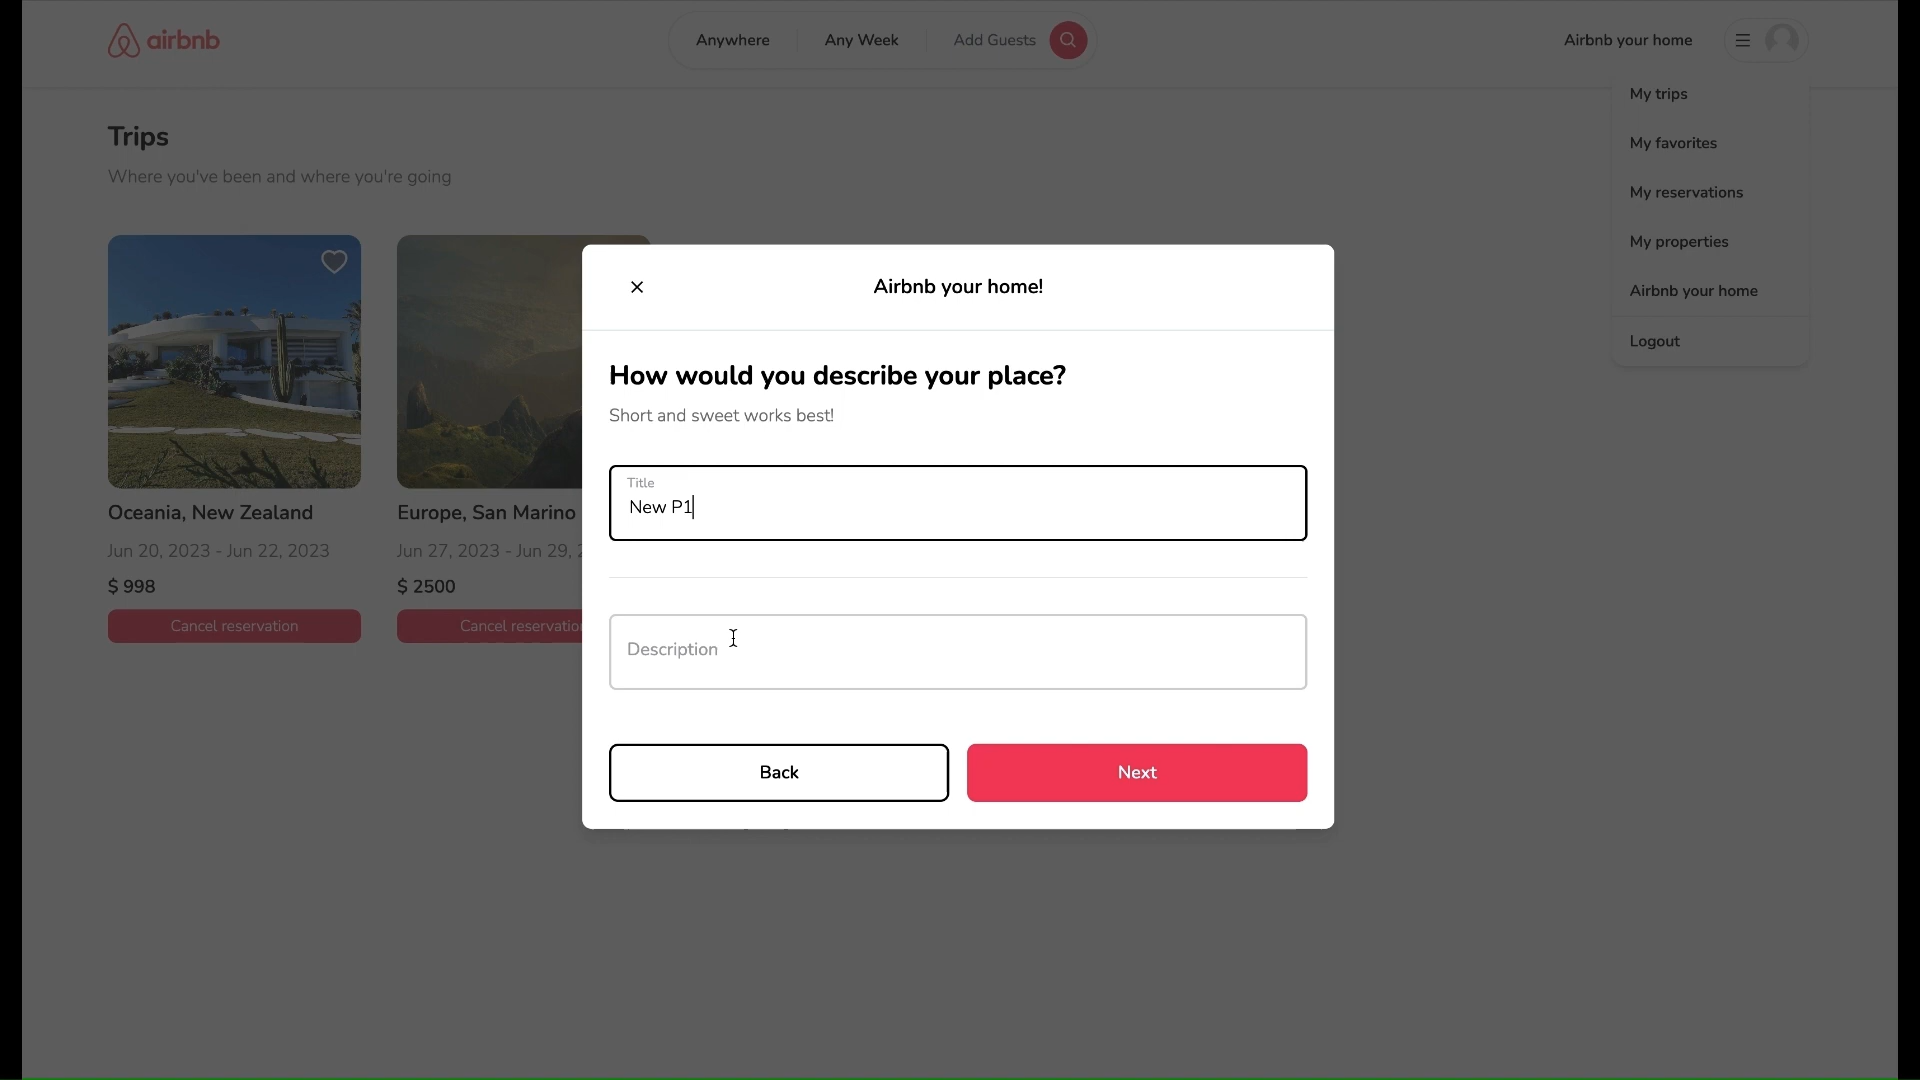 airbnb
Anywhere
Any Week
Add Guests
Airbnb your home
My trips
My favorites
My reservations
My properties
Airbnb your home
Logout
Trips
Where you've been and where you're going
Oceania, New Zealand
Jun 20, 2023 - Jun 22, 2023
$ 998
Cancel reservation
Europe, San Marino
Jun 27, 2023 - Jun 29,
$ 2500
Cancel reservation
Airbnb your home!
How would you describe your place?
Short and sweet works best!
Title
New P1
Description
Back
Next